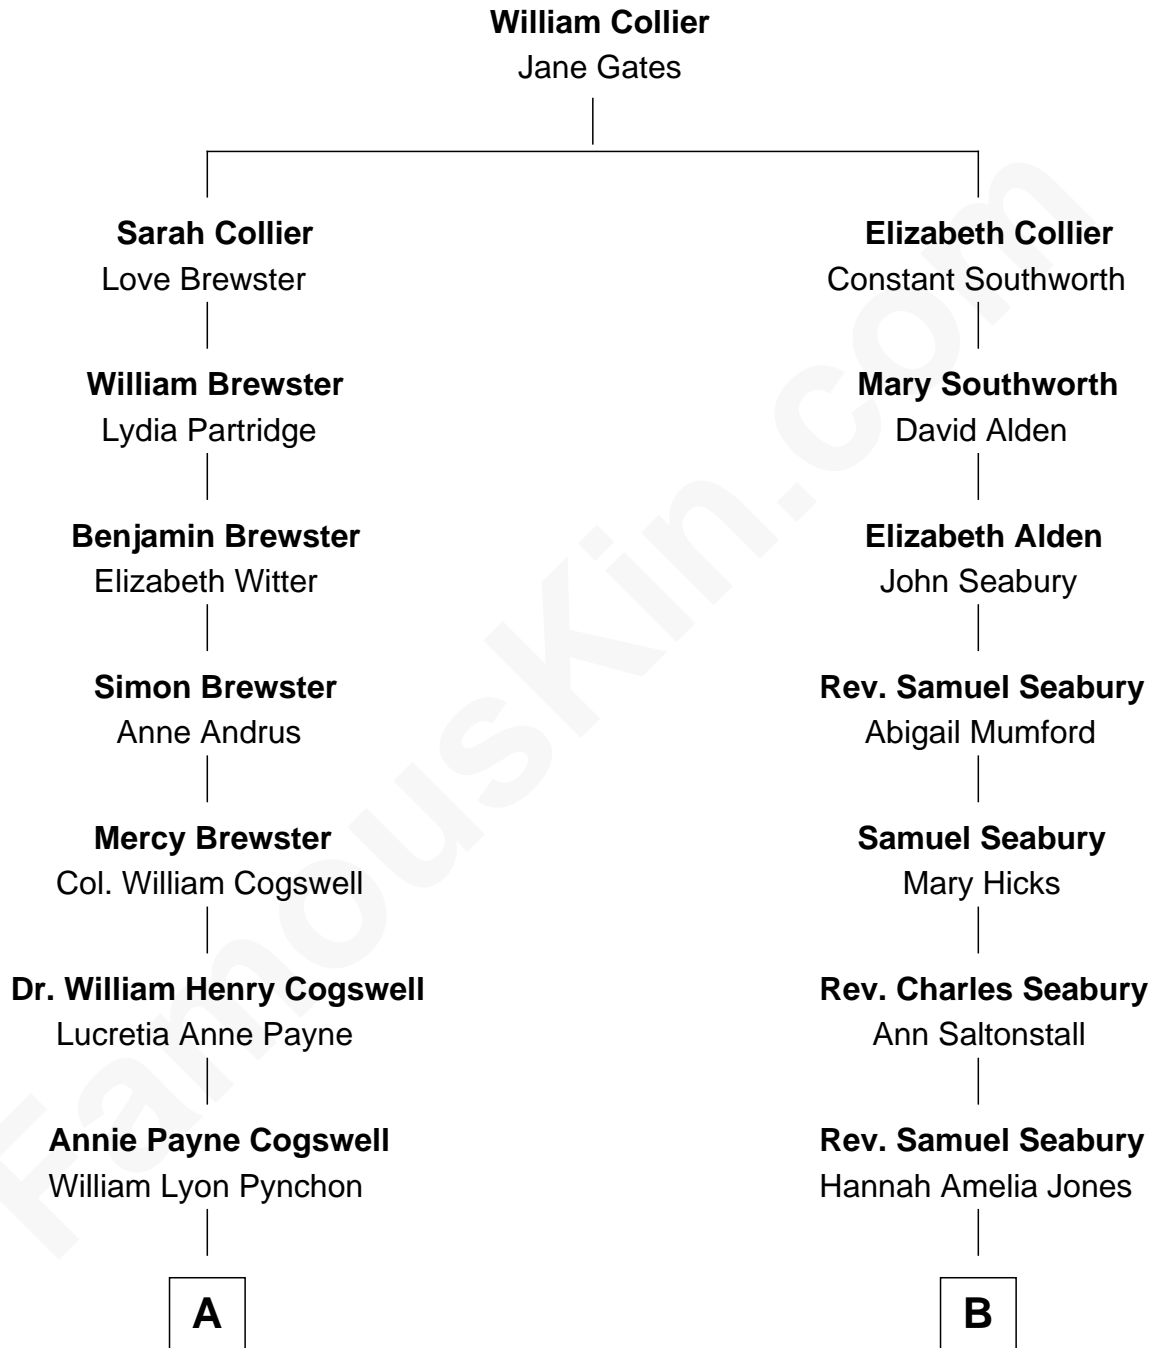 William Collier
Jane Gates
Sarah Collier
Love Brewster
Elizabeth Collier
Constant Southworth
William Brewster
Lydia Partridge
Mary Southworth
David Alden
Benjamin Brewster
Elizabeth Witter
Elizabeth Alden
John Seabury
Simon Brewster
Anne Andrus
Rev. Samuel Seabury
Abigail Mumford
Mercy Brewster
Col. William Cogswell
Samuel Seabury
Mary Hicks
Dr. William Henry Cogswell
Lucretia Anne Payne
Rev. Charles Seabury
Ann Saltonstall
Annie Payne Cogswell
William Lyon Pynchon
Rev. Samuel Seabury
Hannah Amelia Jones
A
B
FamousKin.com